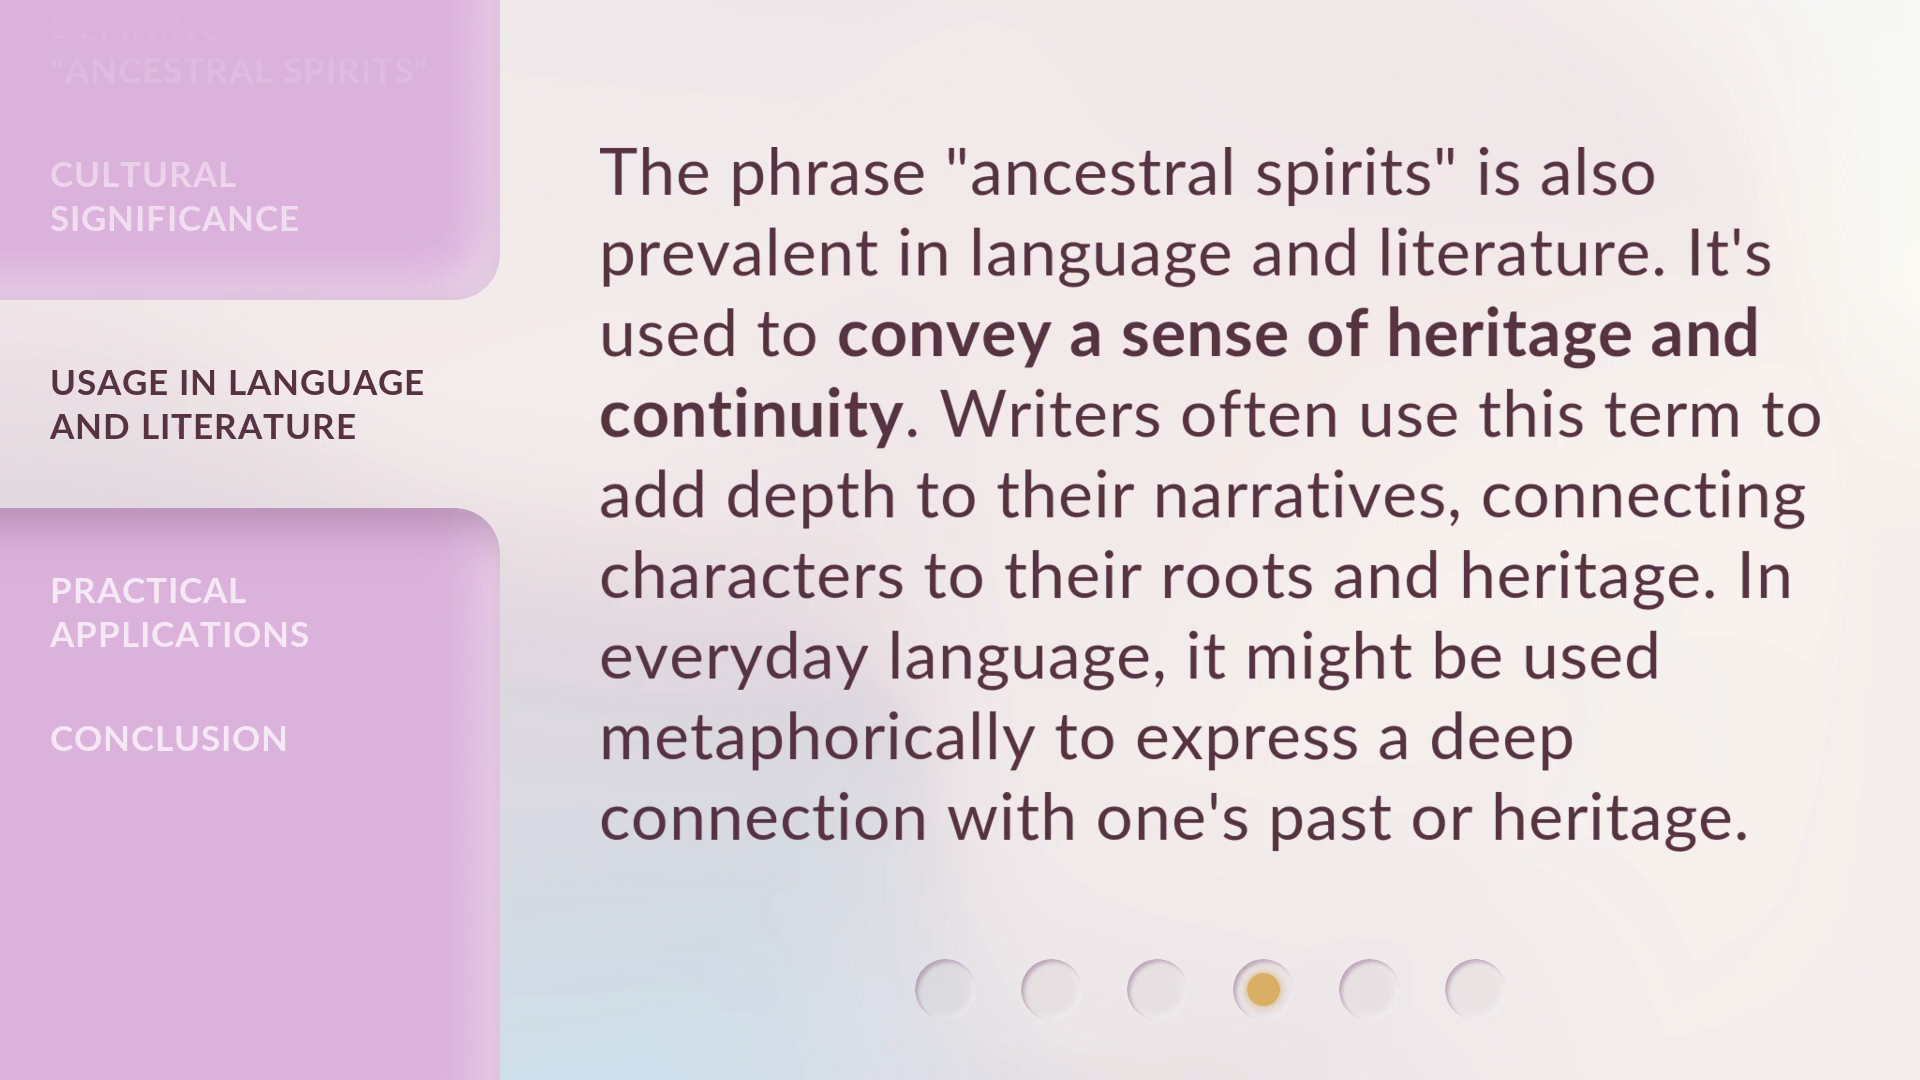 DEFINING
"ANCESTRAL SPIRITS"
CULTURAL
SIGNIFICANCE
USAGE IN LANGUAGE
AND LITERATURE
PRACTICAL
APPLICATIONS
CONCLUSION
The phrase "ancestral spirits" is also
prevalent in language and literature. It's
used to convey a sense of heritage and
continuity. Writers often use this term to
add depth to their narratives, connecting
characters to their roots and heritage. In
everyday language, it might be used
metaphorically to express a deep
connection with one's past or heritage.